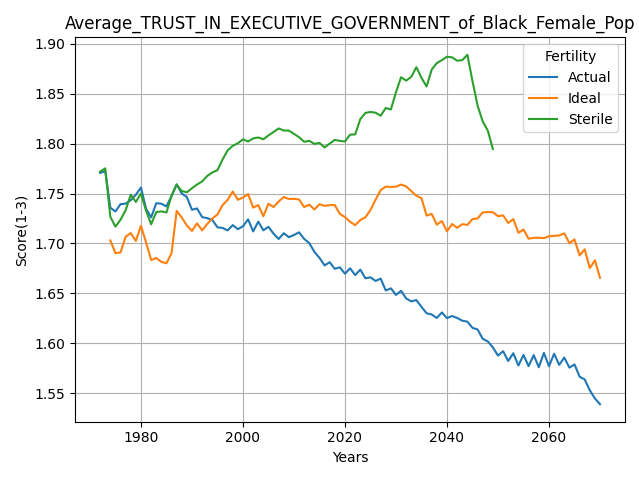 Average_TRUST_IN_EXECUTIVE_GOVERNMENT_of_Black_Female_Pop
Score(1-3)
1.90
1.85
1.80
1.75
1.70
1.65
1.60
1.55
Fertility
Actual
Ideal
Sterile
1980 2000 2020 2040 2060
Years